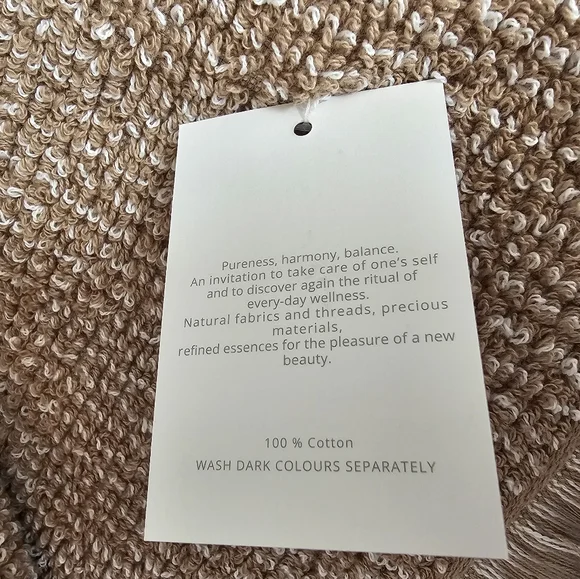 Pureness, harmony, balance.
An invitation to take care of one's self
and to discover again the ritual of
every-day wellness.
Natural fabrics and threads, precious
materials,
refined essences for the pleasure of a new
beauty.
100 % Cotton
WASH DARK COLOURS SEPARATELY